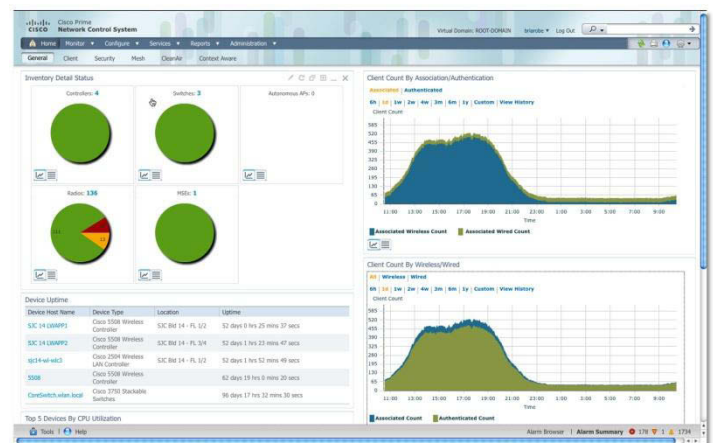 Cisco Prime
CISCO Network Control System
Virtual Domain: ROOT-DOMAIN
Log Out
Home Monitor Configure Services Reports Administration
General Client Security Mesh CleanAir Context Aware
Inventory Detail Status
Controllers: 4
Switches: 3
Autonomous APs: 0
Radios: 136
MSEs: 1
Device Uptime
Device Host Name Device Type Location Uptime
SJC 14 LWAPP1 Cisco 5508 Wireless Controller SJC Bld 14 - FL 1/2 52 days 0 hrs 25 mins 37 secs
SJC 14 LWAPP2 Cisco 5508 Wireless Controller SJC Bld 14 - FL 3/4 52 days 1 hrs 23 mins 47 secs
sjc14-wl-wlc3 Cisco 2504 Wireless LAN Controller SJC Bld 14 - FL 1/2 52 days 1 hrs 52 mins 49 secs
5508 Cisco 5508 Wireless Controller 62 days 19 hrs 0 mins 20 secs
CoreSwitch.wlan.local Cisco 3750 Stackable Switches 96 days 17 hrs 32 mins 30 secs
Top 5 Devices By CPU Utilization
Client Count By Association/Authentication
Associated | Authenticated
6h | 1d | 1w | 2w | 4w | 3m | 6m | 1y | Custom | View History
Client Count
585
520
455
390
325
260
195
130
65
0
11:00 13:00 15:00 17:00 19:00 21:00 23:00 1:00 3:00 5:00 7:00 9:00
Time
Associated Wireless Count Associated Wired Count
Client Count By Wireless/Wired
All | Wireless | Wired
6h | 1d | 1w | 2w | 4w | 3m | 6m | 1y | Custom | View History
Client Count
585
520
455
390
325
260
195
130
65
0
11:00 13:00 15:00 17:00 19:00 21:00 23:00 1:00 3:00 5:00 7:00 9:00
Time
Associated Count Authenticated Count
Tools | Help
Alarm Browser | Alarm Summary 178 1 1734